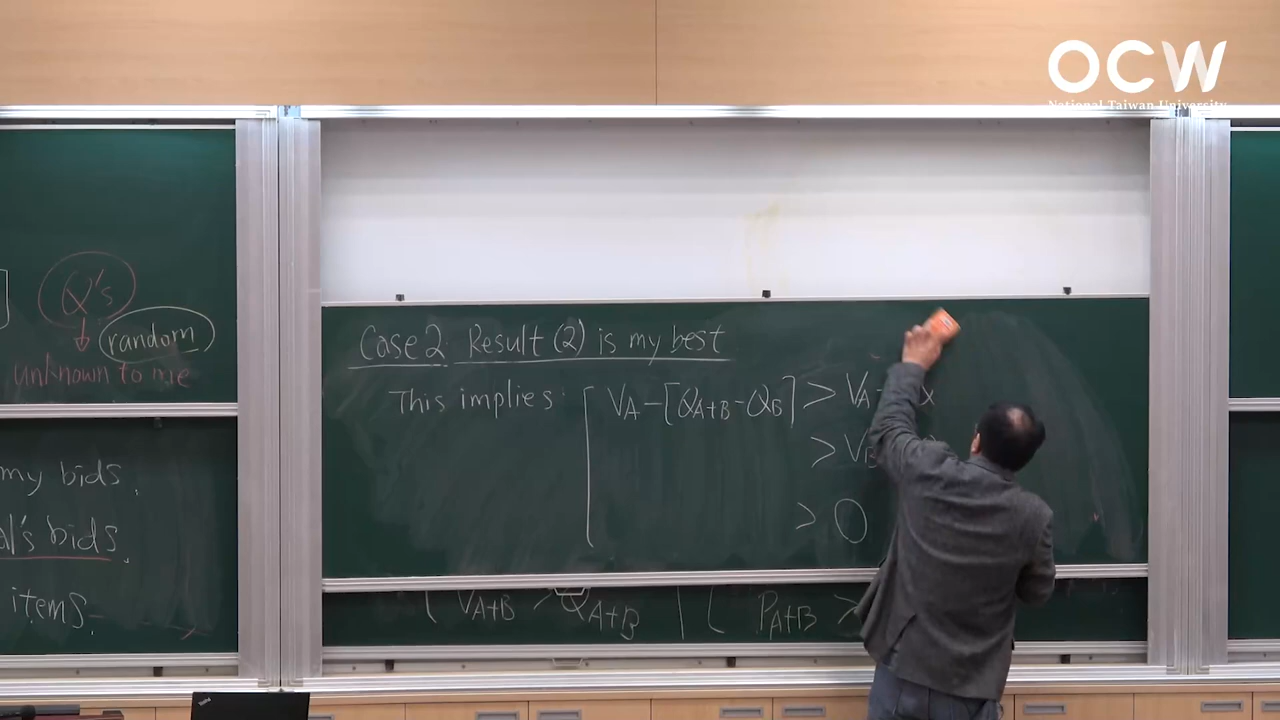 OCW
National Taiwan University
Q's
random
unknown to me
my bids,
al's bids,
items.
Case 2: Result (2) is my best
This implies: [ VA - [QA+B - QB] > VA -
> VB
> 0
VA+B > QA+B | PA+B >